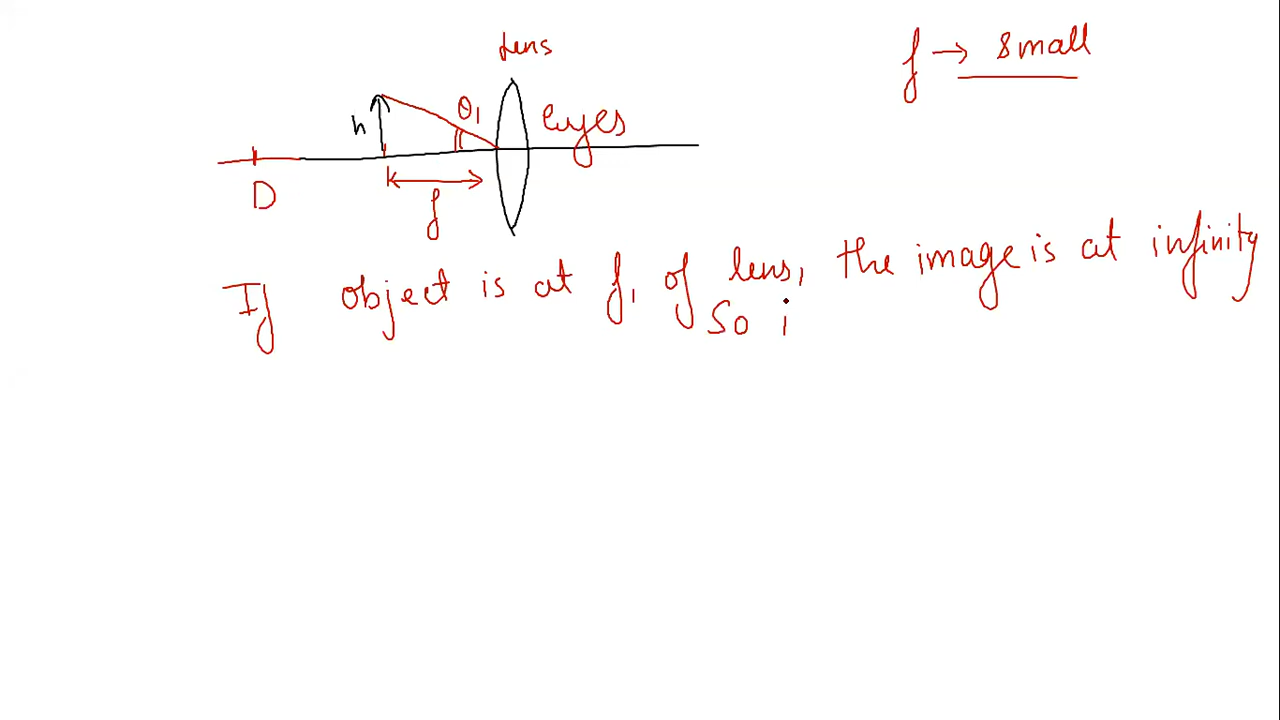 Lens
f → small
h
θ1
eyes
D
f
If object is at f1 of lens, the image is at infinity
So i